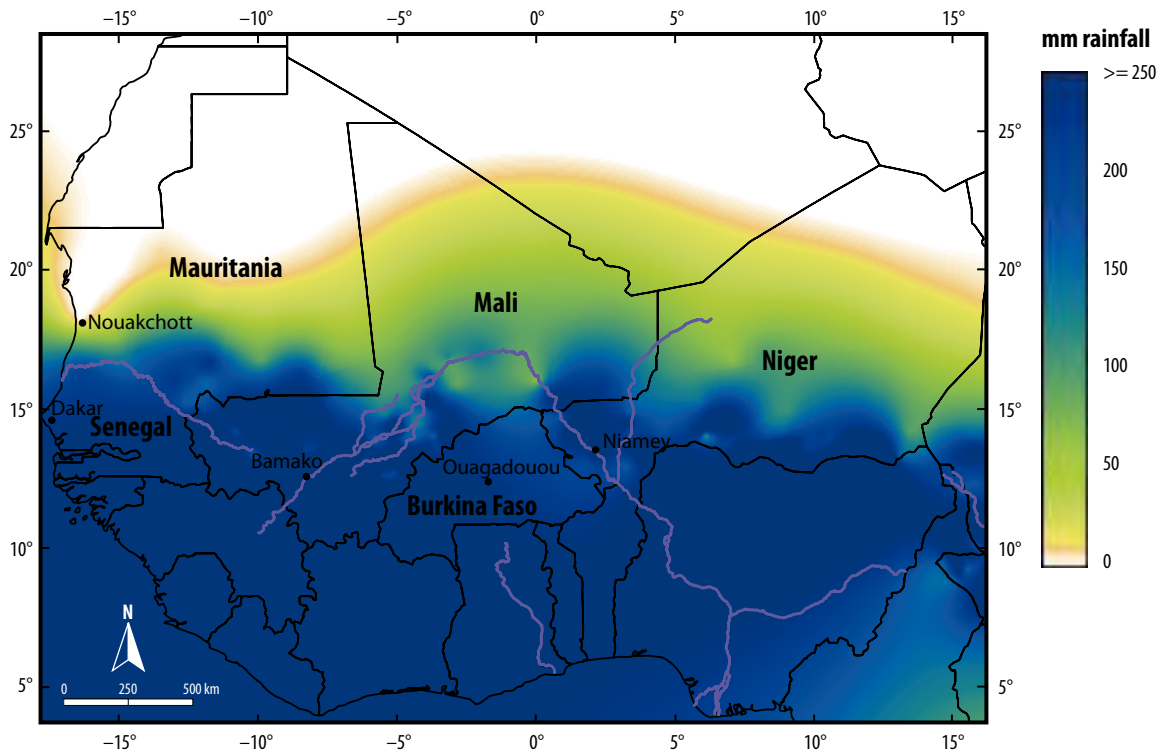 −15° −10° −5° 0° 5° 10° 15°
mm rainfall
>= 250
200
150
100
50
0
25° 25°
20° 20°
15° 15°
10° 10°
5° 5°
Mauritania
Mali
Nouakchott
Niger
Dakar
Senegal
Niamey
Bamako
Ouagadouou
Burkina Faso
N
0 250 500 km
−15° −10° −5° 0° 5° 10° 15°